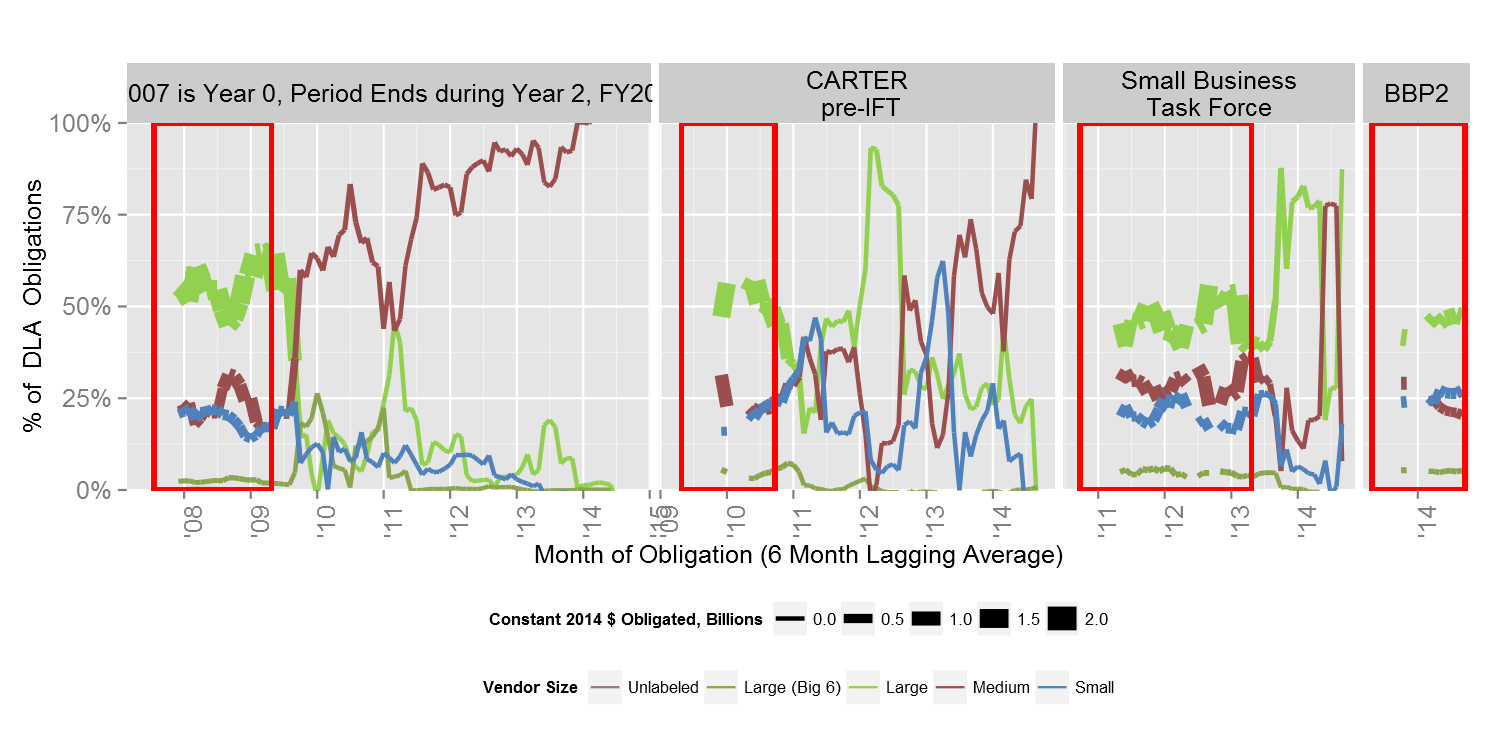 007 is Year 0, Period Ends during Year 2, FY20
CARTER
pre-IFT
Small Business
Task Force
BBP2
100%
75%
50%
25%
0%
% of DLA Obligations
'08 '09 '10 '11 '12 '13 '14 '15
'09 '10 '11 '12 '13 '14
'11 '12 '13 '14
'14
Month of Obligation (6 Month Lagging Average)
Constant 2014 $ Obligated, Billions 0.0 0.5 1.0 1.5 2.0
Vendor Size Unlabeled Large (Big 6) Large Medium Small